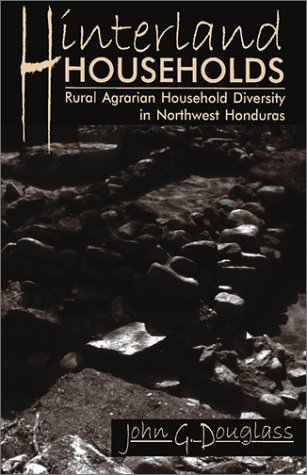 Hinterland
HOUSEHOLDS
Rural Agrarian Household Diversity
in Northwest Honduras
John G. Douglass